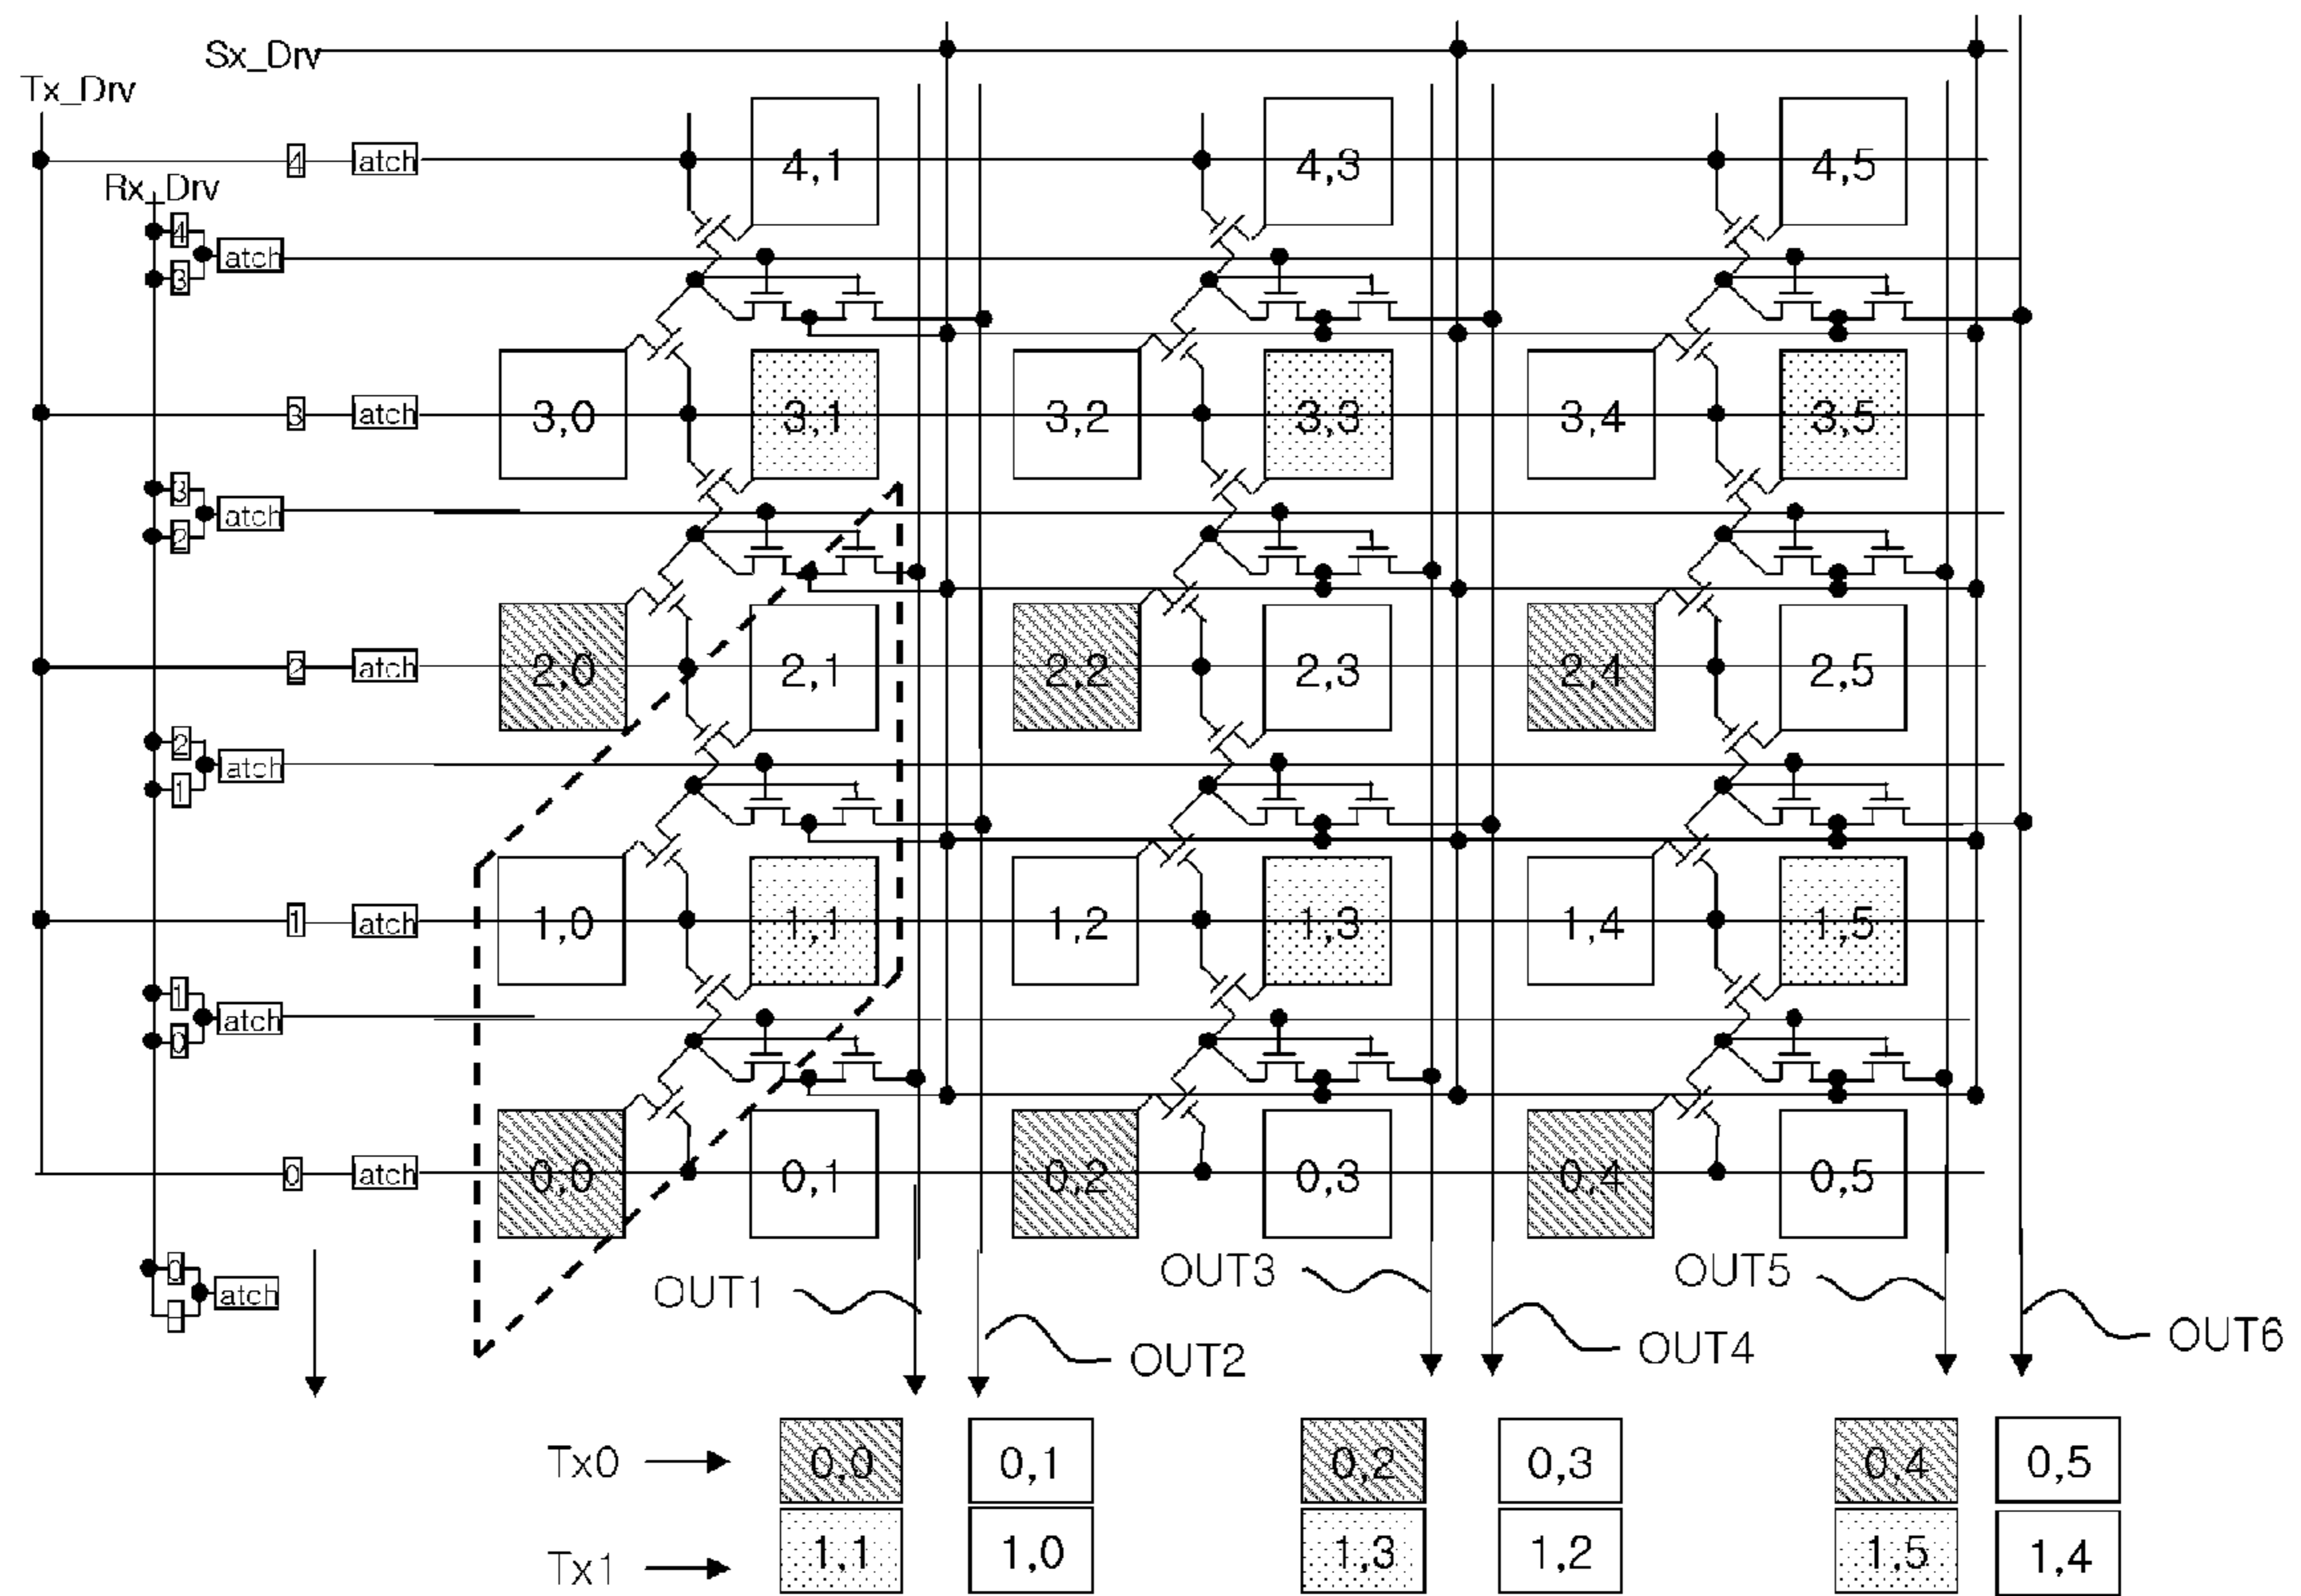 Sx_Drv
Tx_Drv
4 latch 4,1 4,3 4,5
Rx_Drv
4
latch
3
3 latch 3,0 3,1 3,2 3,3 3,4 3,5
3
latch
2
2 latch 2,0 2,1 2,2 2,3 2,4 2,5
2
latch
1
1 latch 1,0 1,1 1,2 1,3 1,4 1,5
1
latch
0
0 latch 0,0 0,1 0,2 0,3 0,4 0,5
0
latch
OUT1 OUT3 OUT5
OUT2 OUT4 OUT6
Tx0 0,0 0,1 0,2 0,3 0,4 0,5
Tx1 1,1 1,0 1,3 1,2 1,5 1,4